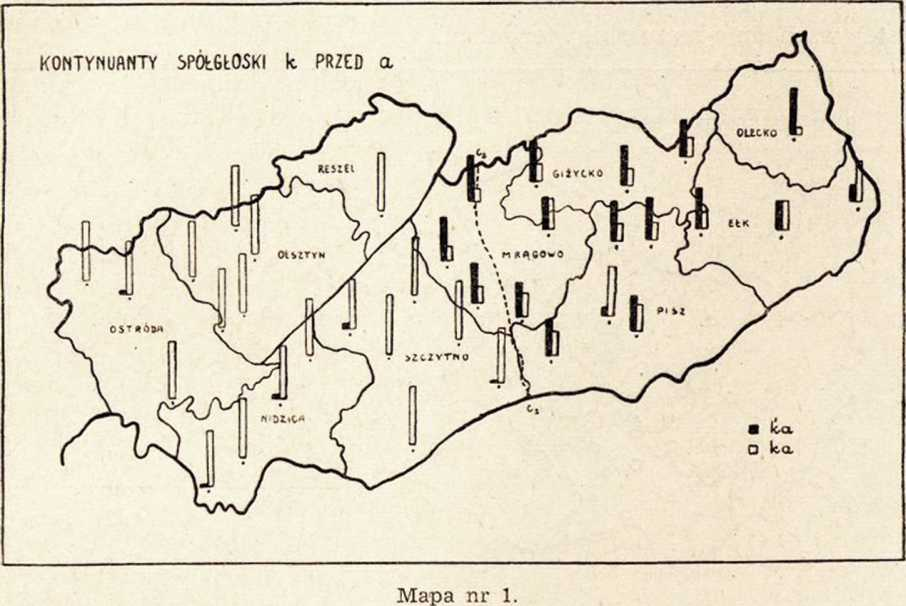 KONTYNUANTY SPÓŁGŁOSKI k PRZED a
OLECKO
RESZEL
GIŻYCKO
EŁK
OLSZTYN
MRĄGOWO
PISZ
OSTRÓDA
SZCZYTNO
NIDZICA
ḱa
ka
Mapa nr 1.